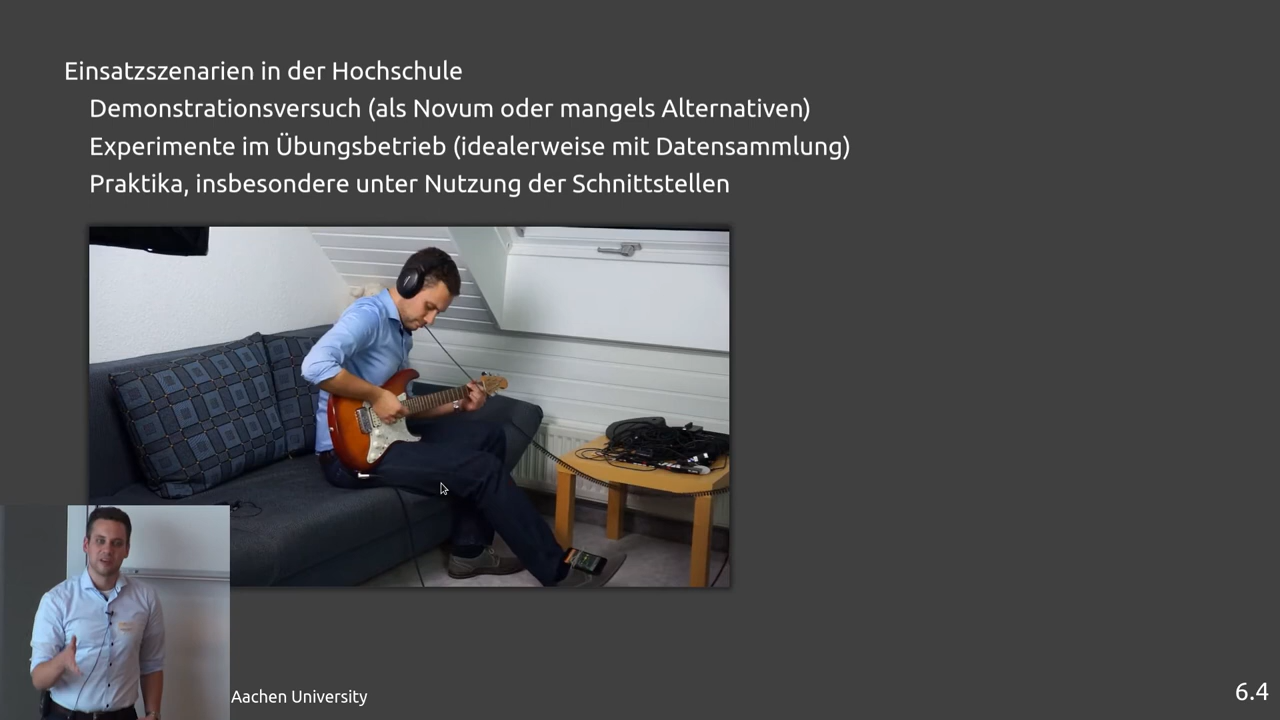 Einsatzszenarien in der Hochschule
Demonstrationsversuch (als Novum oder mangels Alternativen)
Experimente im Übungsbetrieb (idealerweise mit Datensammlung)
Praktika, insbesondere unter Nutzung der Schnittstellen
Aachen University
6.4